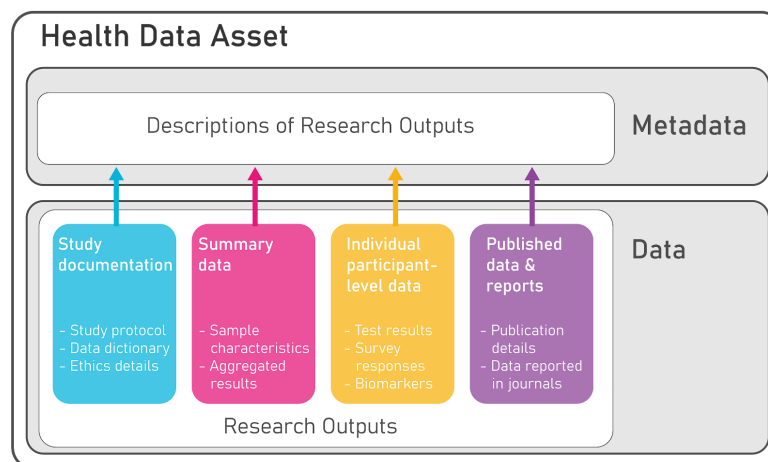 Health Data Asset
Descriptions of Research Outputs
Metadata
Data
Study
documentation
- Study protocol
- Data dictionary
- Ethics details
Summary
data
- Sample
characteristics
- Aggregated
results
Individual
participant-
level data
- Test results
- Survey
responses
- Biomarkers
Published
data &
reports
- Publication
details
- Data reported
in journals
Research Outputs